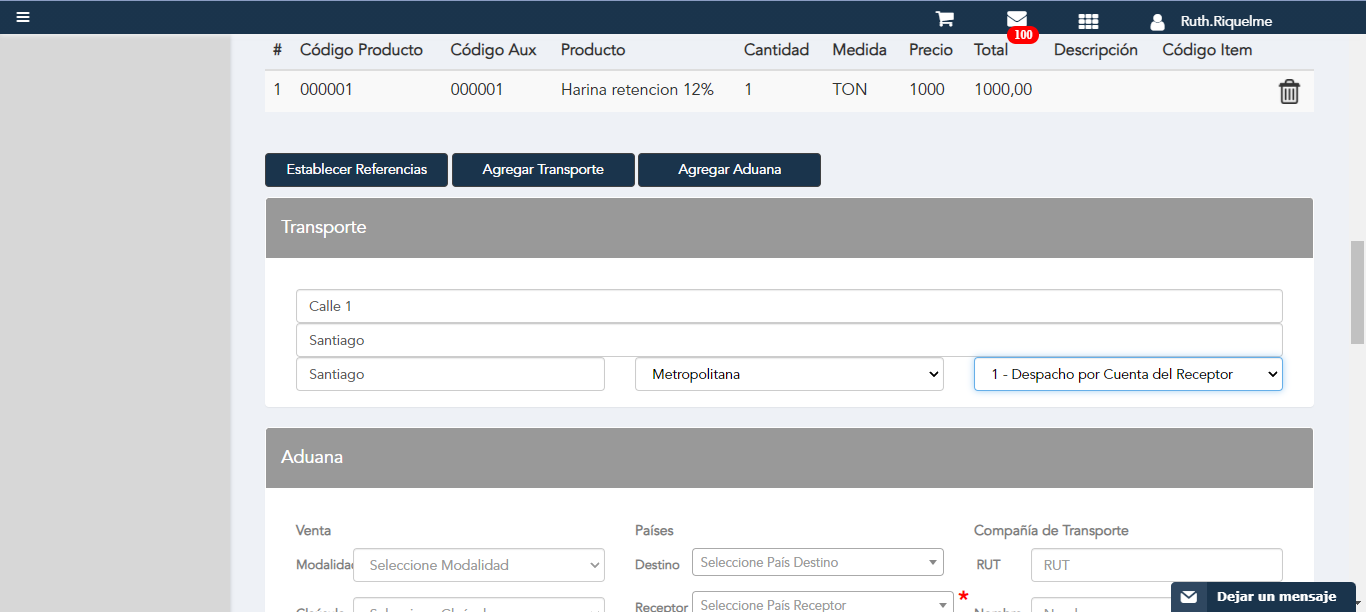 Ruth.Riquelme
100
# Código Producto Código Aux Producto Cantidad Medida Precio Total Descripción Código Item
1 000001 000001 Harina retencion 12% 1 TON 1000 1000,00
Establecer Referencias Agregar Transporte Agregar Aduana
Transporte
Calle 1
Santiago
Santiago Metropolitana 1 - Despacho por Cuenta del Receptor
Aduana
Venta Países Compañía de Transporte
Modalidad Seleccione Modalidad Destino Seleccione País Destino RUT RUT
Receptor Seleccione País Receptor *
Dejar un mensaje